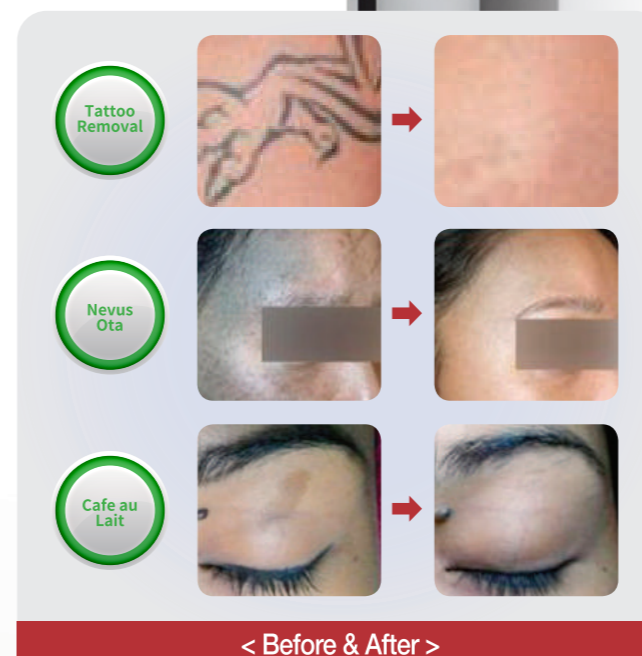 Tattoo
Removal
Nevus
Ota
Cafe au
Lait
< Before & After >